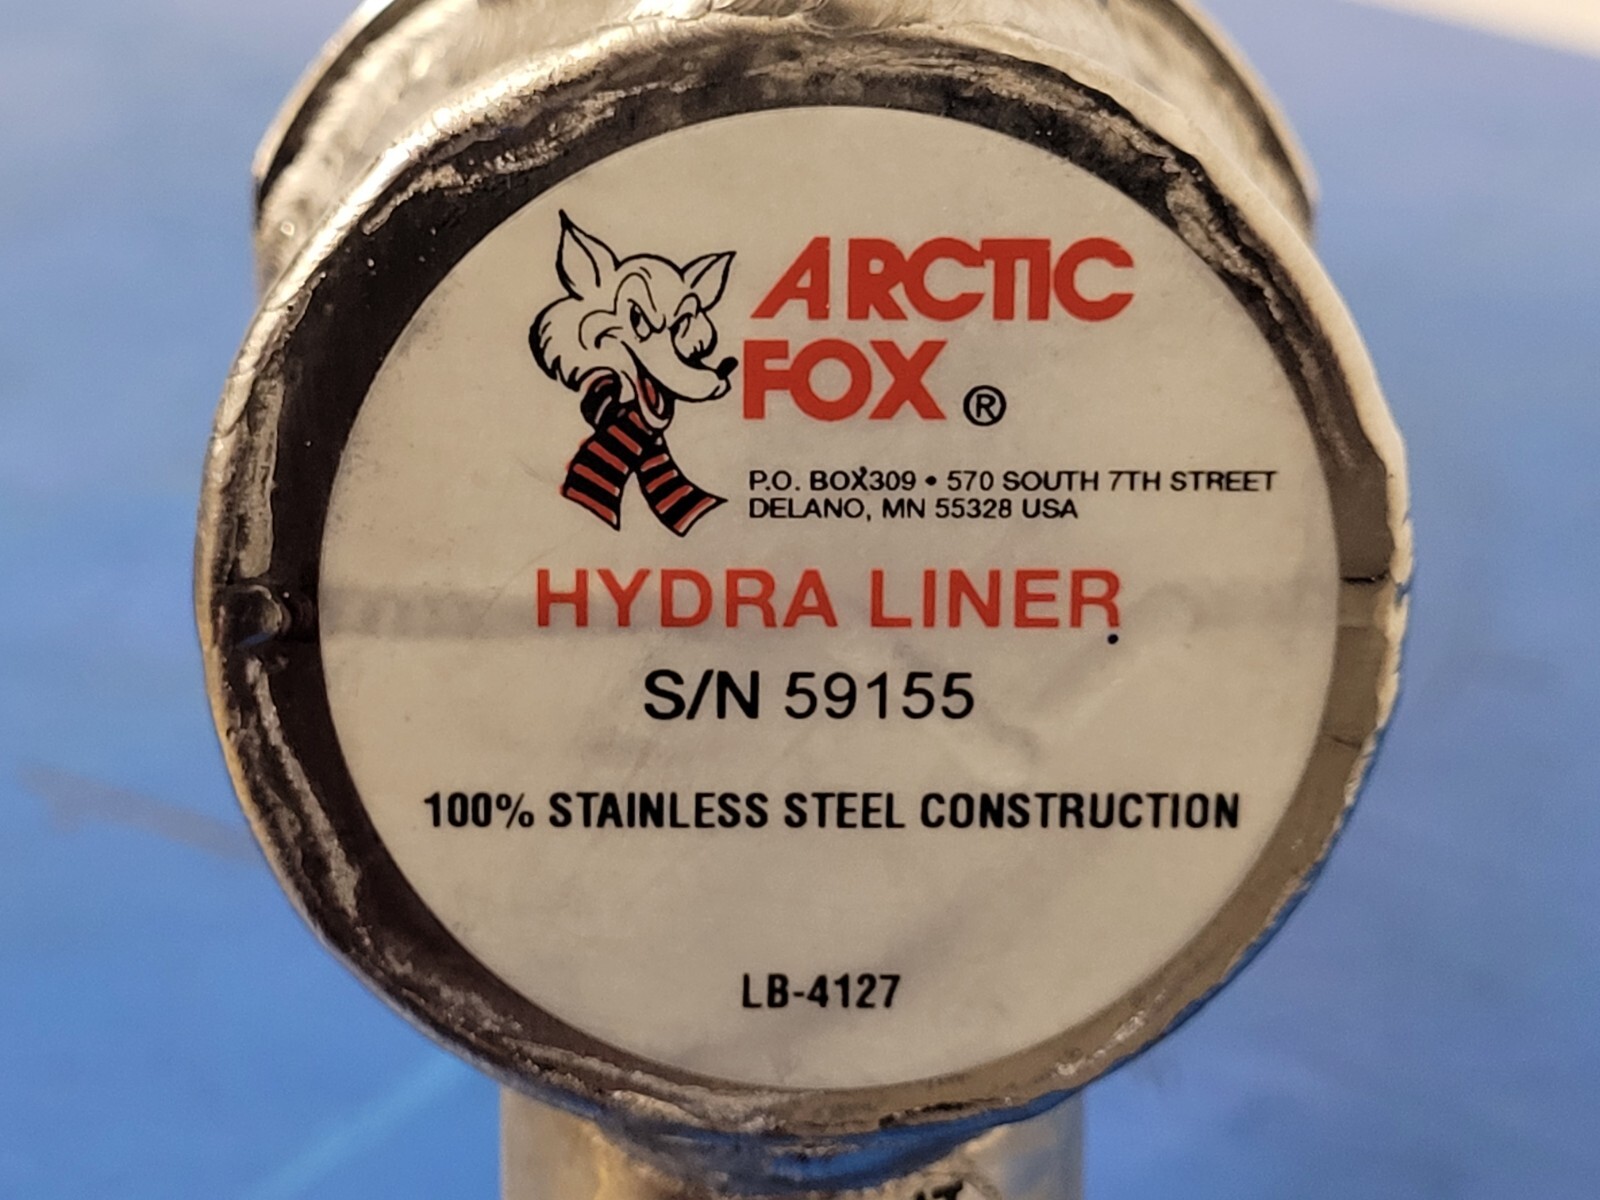 ARCTIC
FOX ®
P.O. BOX309 • 570 SOUTH 7TH STREET
DELANO, MN 55328 USA
HYDRA LINER
S/N 59155
100% STAINLESS STEEL CONSTRUCTION
LB-4127